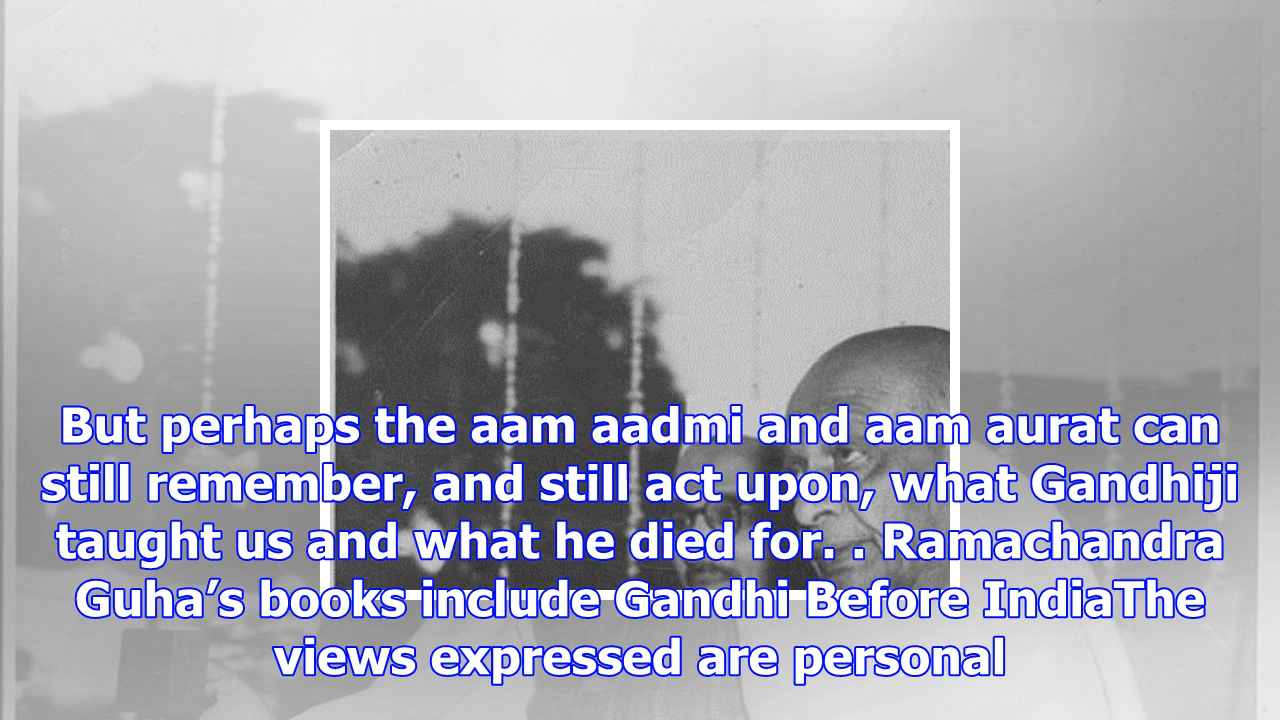 But perhaps the aam aadmi and aam aurat can
still remember, and still act upon, what Gandhiji
taught us and what he died for. . Ramachandra
Guha’s books include Gandhi Before IndiaThe
views expressed are personal